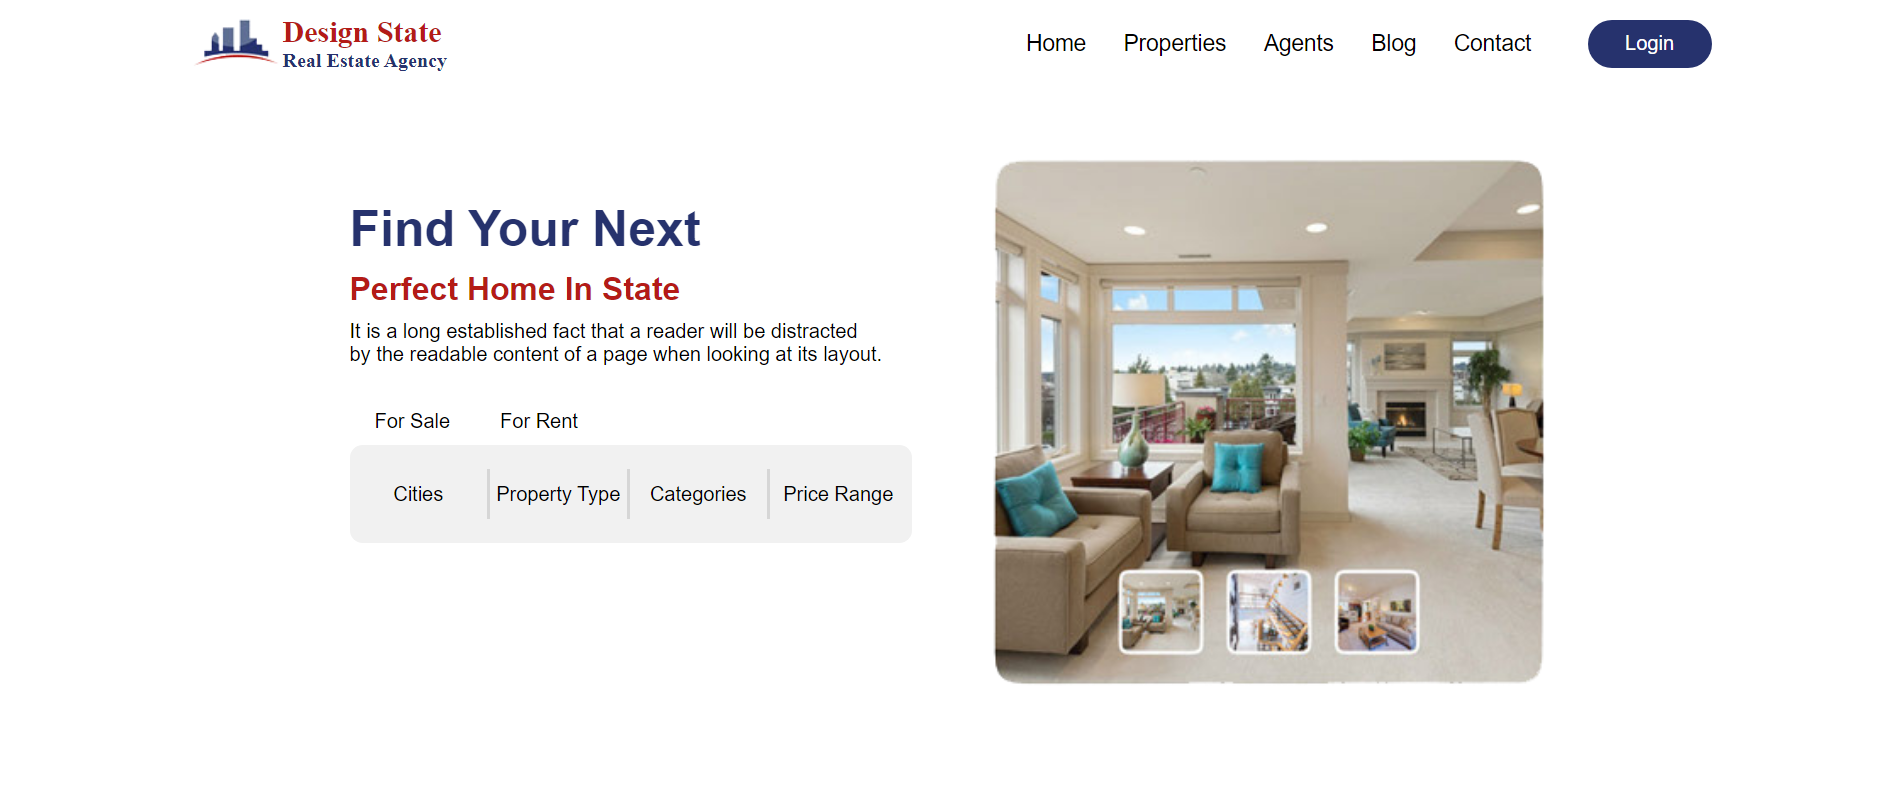 Design State
Real Estate Agency
Home Properties Agents Blog Contact Login
Find Your Next
Perfect Home In State
It is a long established fact that a reader will be distracted
by the readable content of a page when looking at its layout.
For Sale For Rent
Cities Property Type Categories Price Range